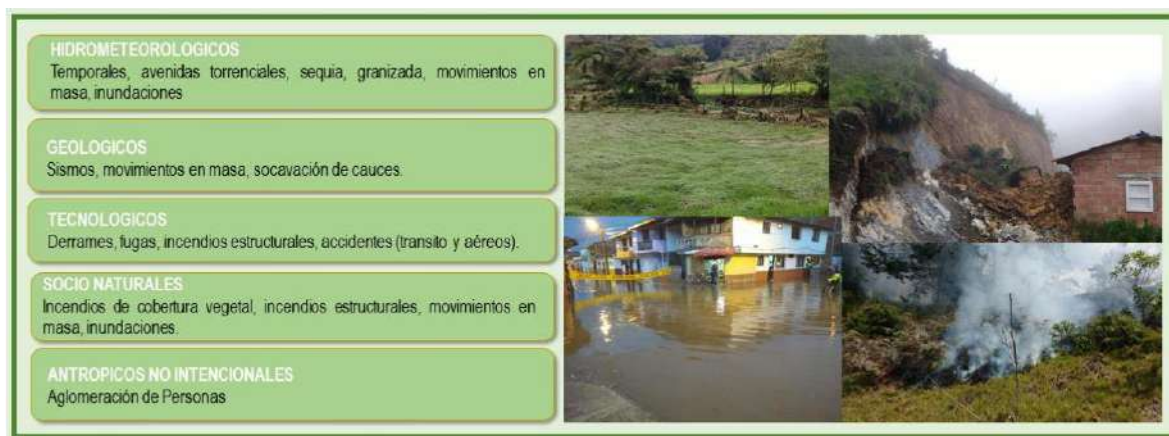 HIDROMETEOROLOGICOS
Temporales, avenidas torrenciales, sequia, granizada, movimientos en
masa, inundaciones
GEOLOGICOS
Sismos, movimientos en masa, socavación de cauces.
TECNOLOGICOS
Derrames, fugas, incendios estructurales, accidentes (transito y aéreos).
SOCIO NATURALES
Incendios de cobertura vegetal, incendios estructurales, movimientos en
masa, inundaciones.
ANTROPICOS NO INTENCIONALES
Aglomeración de Personas